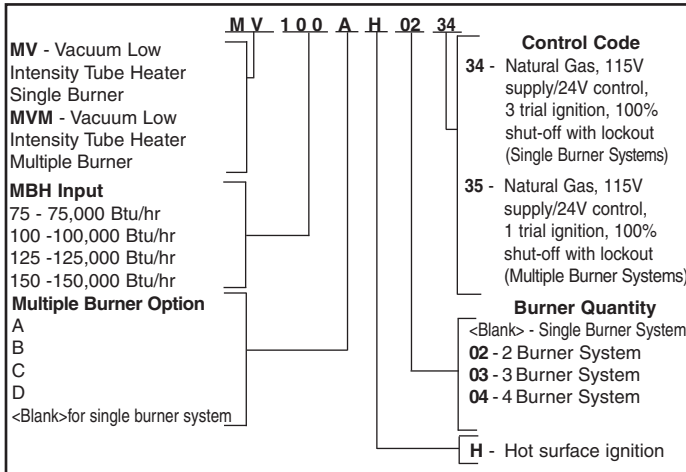 MV 100 A H 02 34
MV - Vacuum Low
Intensity Tube Heater
Single Burner
MVM - Vacuum Low
Intensity Tube Heater
Multiple Burner
MBH Input
75 - 75,000 Btu/hr
100 -100,000 Btu/hr
125 -125,000 Btu/hr
150 -150,000 Btu/hr
Multiple Burner Option
A
B
C
D
<Blank>for single burner system
Control Code
34 - Natural Gas, 115V
supply/24V control,
3 trial ignition, 100%
shut-off with lockout
(Single Burner Systems)
35 - Natural Gas, 115V
supply/24V control,
1 trial ignition, 100%
shut-off with lockout
(Multiple Burner Systems)
Burner Quantity
<Blank> - Single Burner System
02 - 2 Burner System
03 - 3 Burner System
04 - 4 Burner System
H - Hot surface ignition